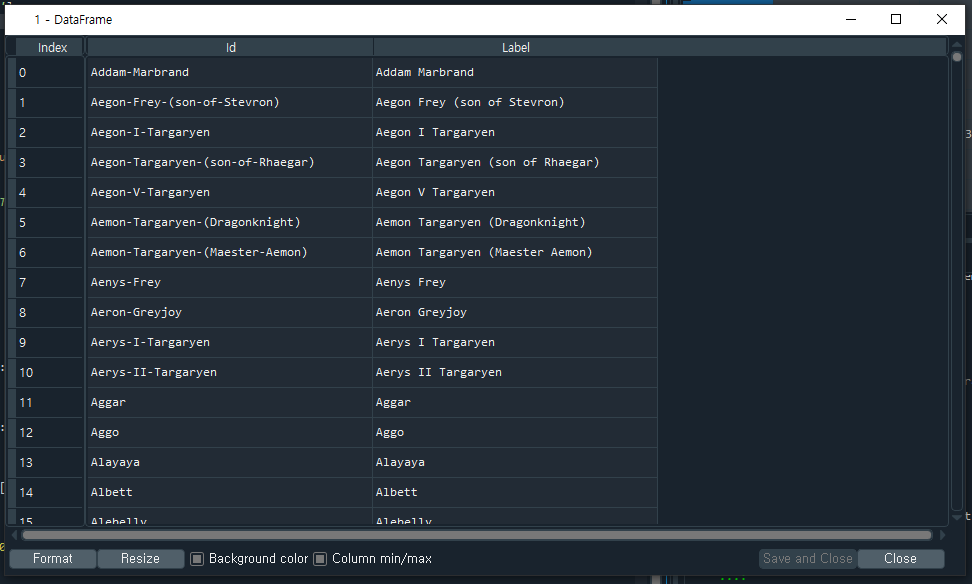 1 - DataFrame
Index Id Label
0 Addam-Marbrand Addam Marbrand
1 Aegon-Frey-(son-of-Stevron) Aegon Frey (son of Stevron)
2 Aegon-I-Targaryen Aegon I Targaryen
3 Aegon-Targaryen-(son-of-Rhaegar) Aegon Targaryen (son of Rhaegar)
4 Aegon-V-Targaryen Aegon V Targaryen
5 Aemon-Targaryen-(Dragonknight) Aemon Targaryen (Dragonknight)
6 Aemon-Targaryen-(Maester-Aemon) Aemon Targaryen (Maester Aemon)
7 Aenys-Frey Aenys Frey
8 Aeron-Greyjoy Aeron Greyjoy
9 Aerys-I-Targaryen Aerys I Targaryen
10 Aerys-II-Targaryen Aerys II Targaryen
11 Aggar Aggar
12 Aggo Aggo
13 Alayaya Alayaya
14 Albett Albett
15 Alebelly Alebelly
Format Resize Background color Column min/max Save and Close Close